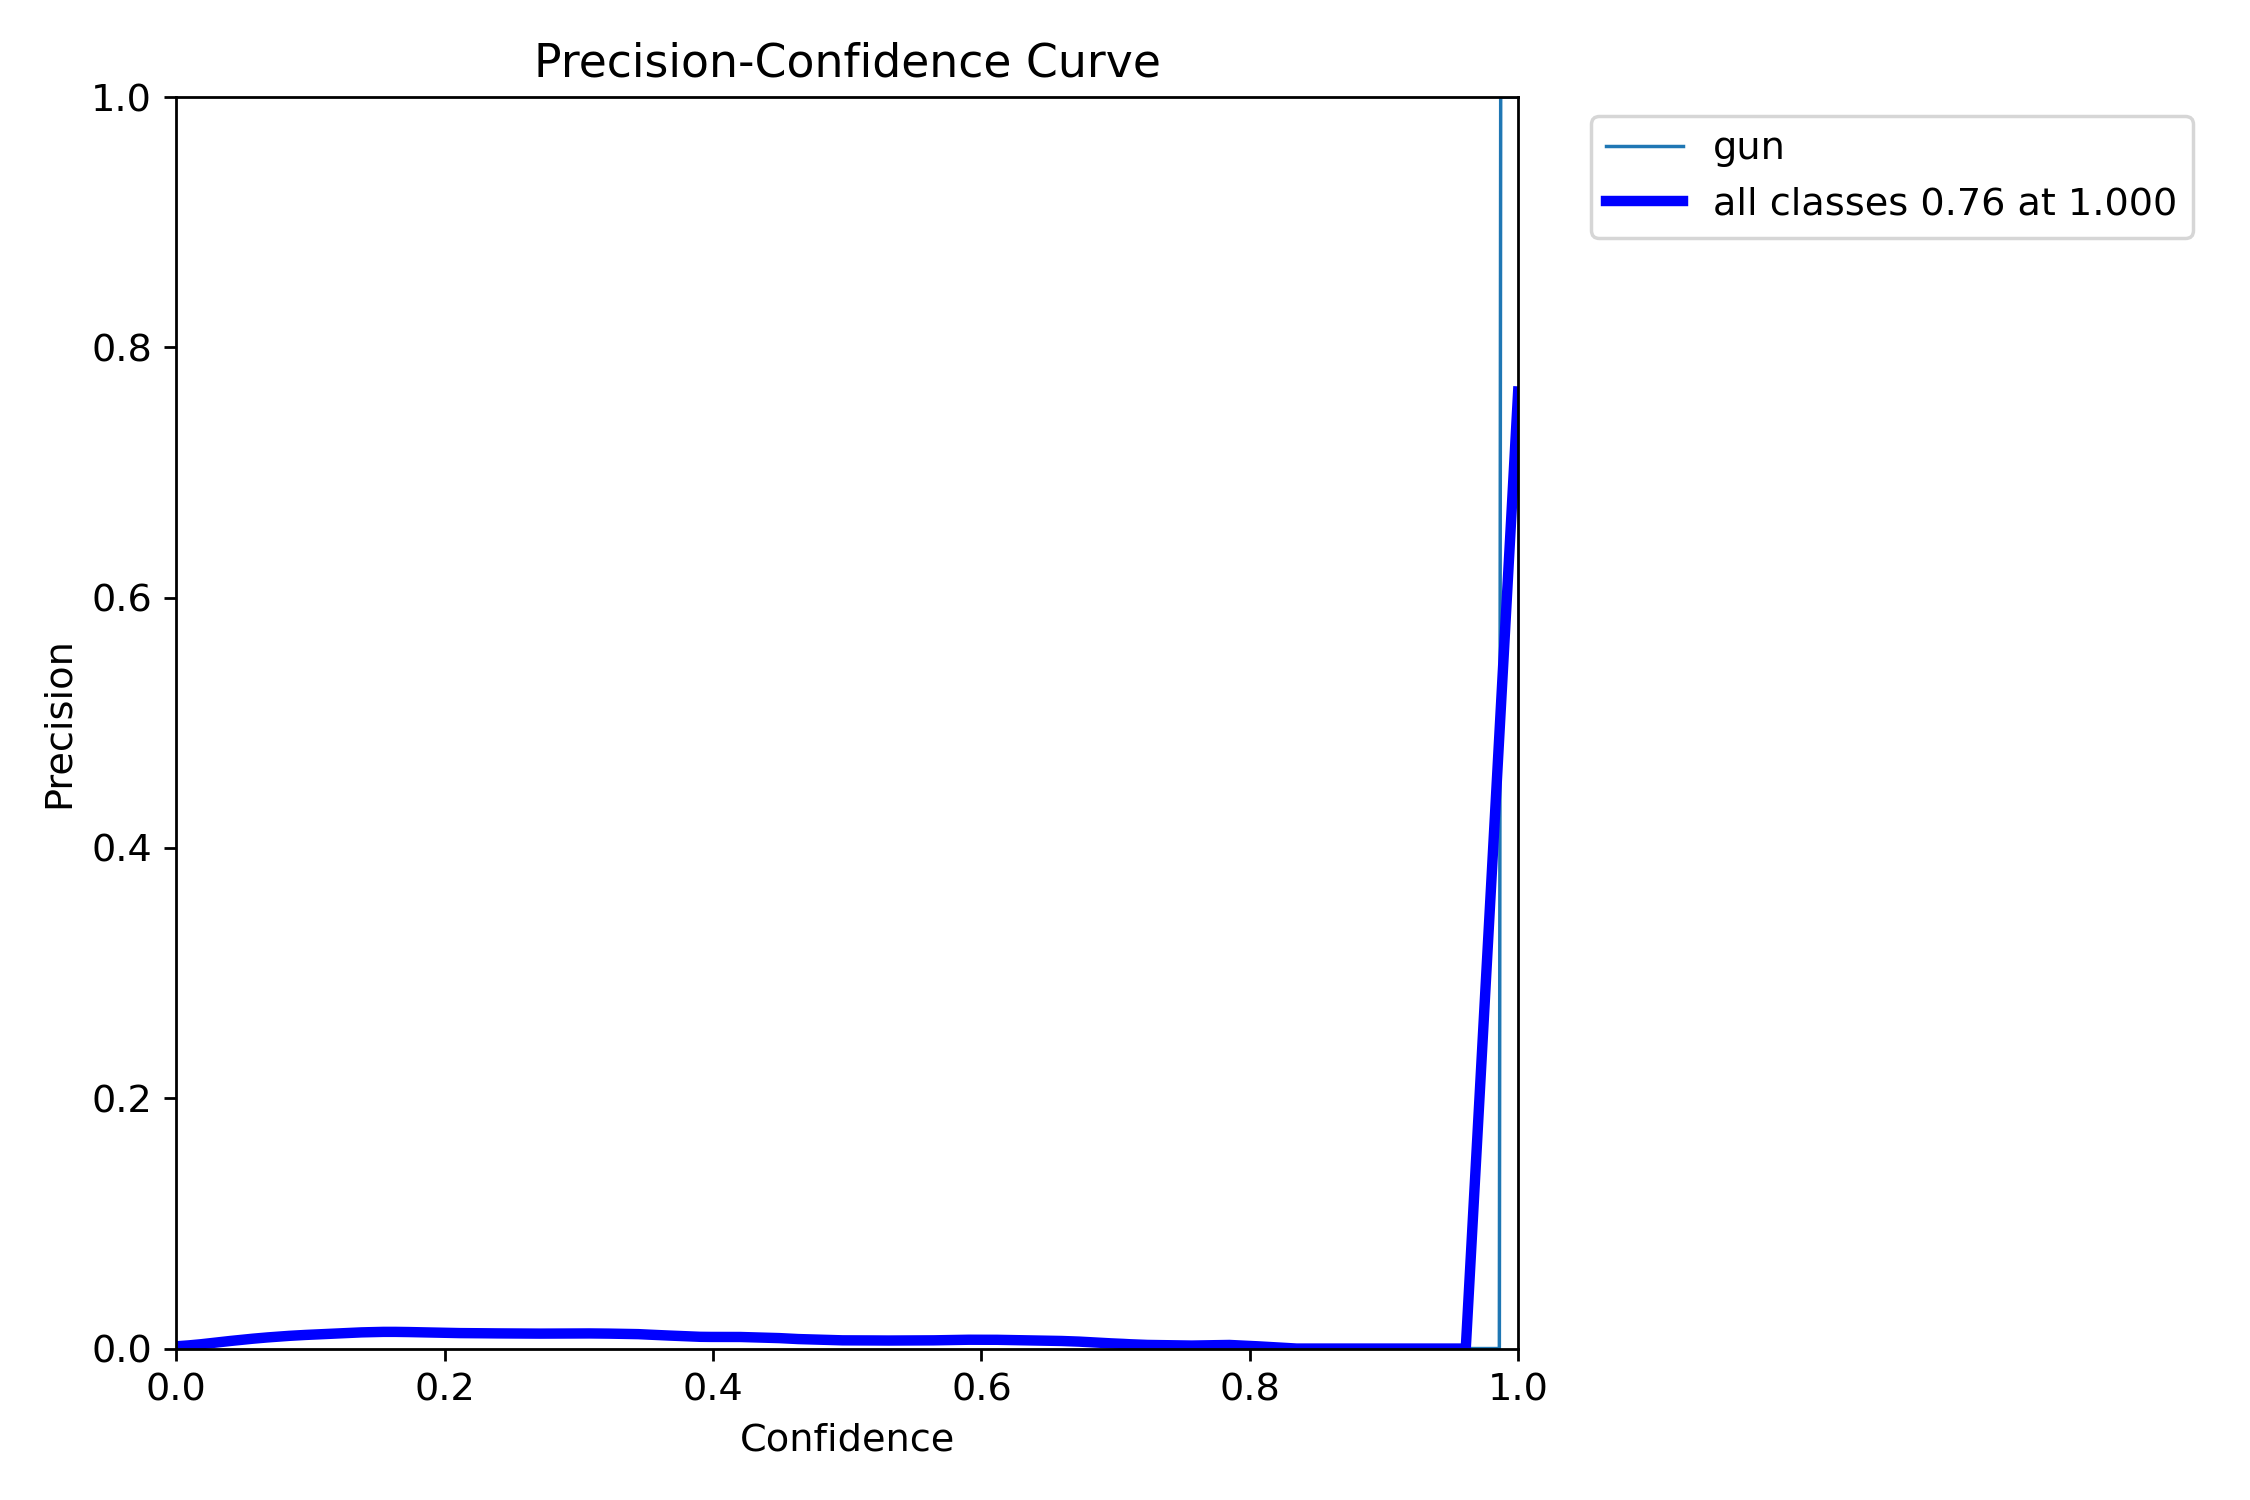 Precision-Confidence Curve
1.0
0.8
0.6
0.4
0.2
0.0
Precision
0.0 0.2 0.4 0.6 0.8 1.0
Confidence
gun
all classes 0.76 at 1.000